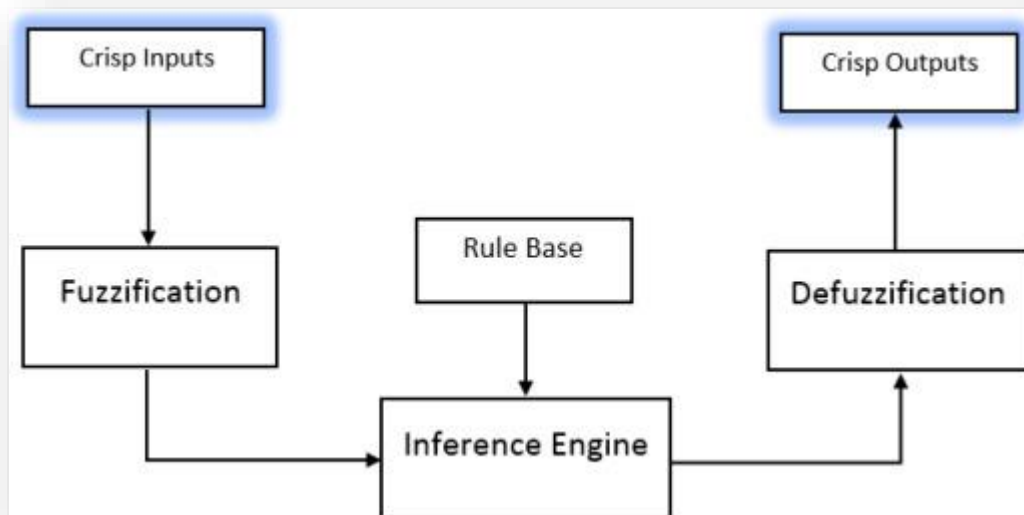 Crisp Inputs
Crisp Outputs
Rule Base
Fuzzification
Defuzzification
Inference Engine